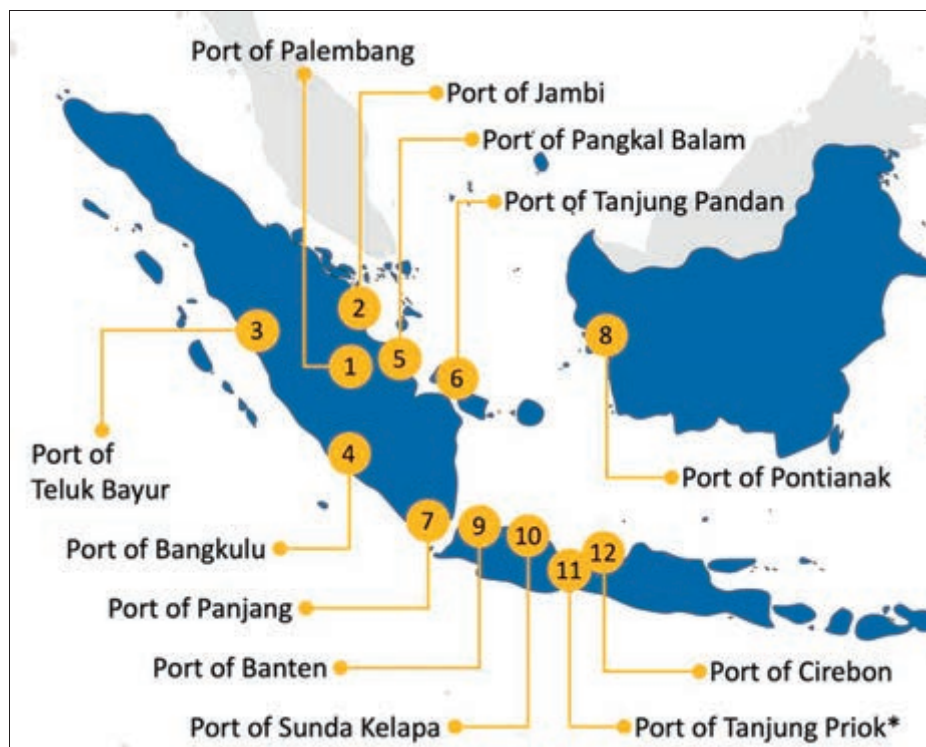 Port of Palembang
Port of Jambi
Port of Pangkal Balam
Port of Tanjung Pandan
2
3
8
5
1
6
Port of
Teluk Bayur
4
Port of Pontianak
7
9
10
12
11
Port of Bangkulu
Port of Panjang
Port of Banten
Port of Cirebon
Port of Sunda Kelapa
Port of Tanjung Priok*